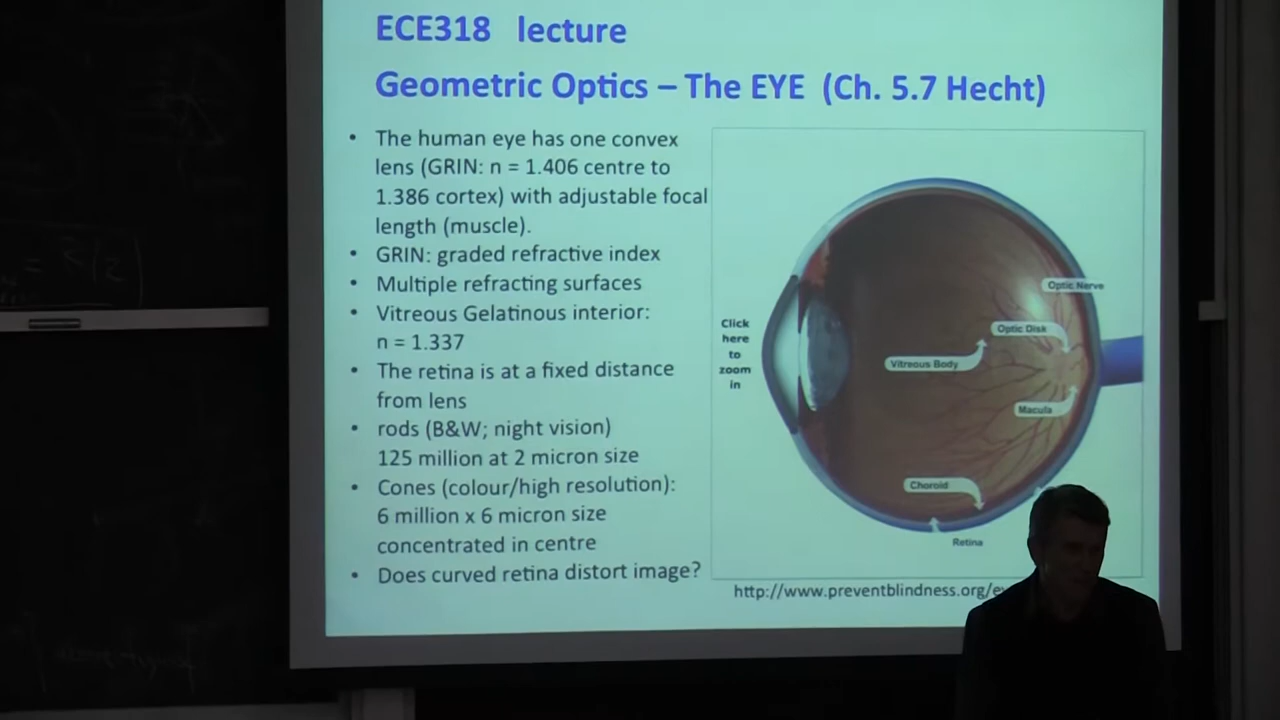 ECE318 lecture
Geometric Optics – The EYE (Ch. 5.7 Hecht)
• The human eye has one convex
lens (GRIN: n = 1.406 centre to
1.386 cortex) with adjustable focal
length (muscle).
• GRIN: graded refractive index
• Multiple refracting surfaces
• Vitreous Gelatinous interior:
n = 1.337
• The retina is at a fixed distance
from lens
• rods (B&W; night vision)
125 million at 2 micron size
• Cones (colour/high resolution):
6 million x 6 micron size
concentrated in centre
• Does curved retina distort image?
Click
here
to
zoom
in
Optic Nerve
Optic Disk
Vitreous Body
Macula
Choroid
Retina
http://www.preventblindness.org/